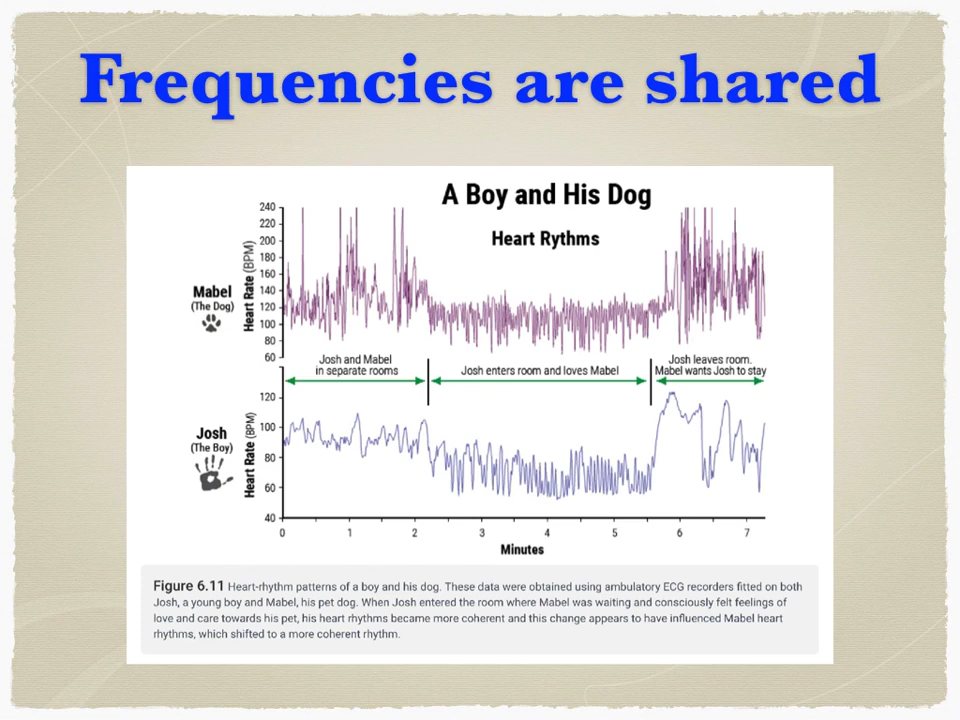 Frequencies are shared
A Boy and His Dog
Heart Rythms
240
220
200
180
160
140
120
100
80
60
Heart Rate (BPM)
Mabel
(The Dog)
Josh and Mabel
in separate rooms
Josh enters room and loves Mabel
Josh leaves room.
Mabel wants Josh to stay
120
100
80
60
40
Heart Rate (BPM)
Josh
(The Boy)
0 1 2 3 4 5 6 7
Minutes
Figure 6.11 Heart-rhythm patterns of a boy and his dog. These data were obtained using ambulatory ECG recorders fitted on both
Josh, a young boy and Mabel, his pet dog. When Josh entered the room where Mabel was waiting and consciously felt feelings of
love and care towards his pet, his heart rhythms became more coherent and this change appears to have influenced Mabel heart
rhythms, which shifted to a more coherent rhythm.